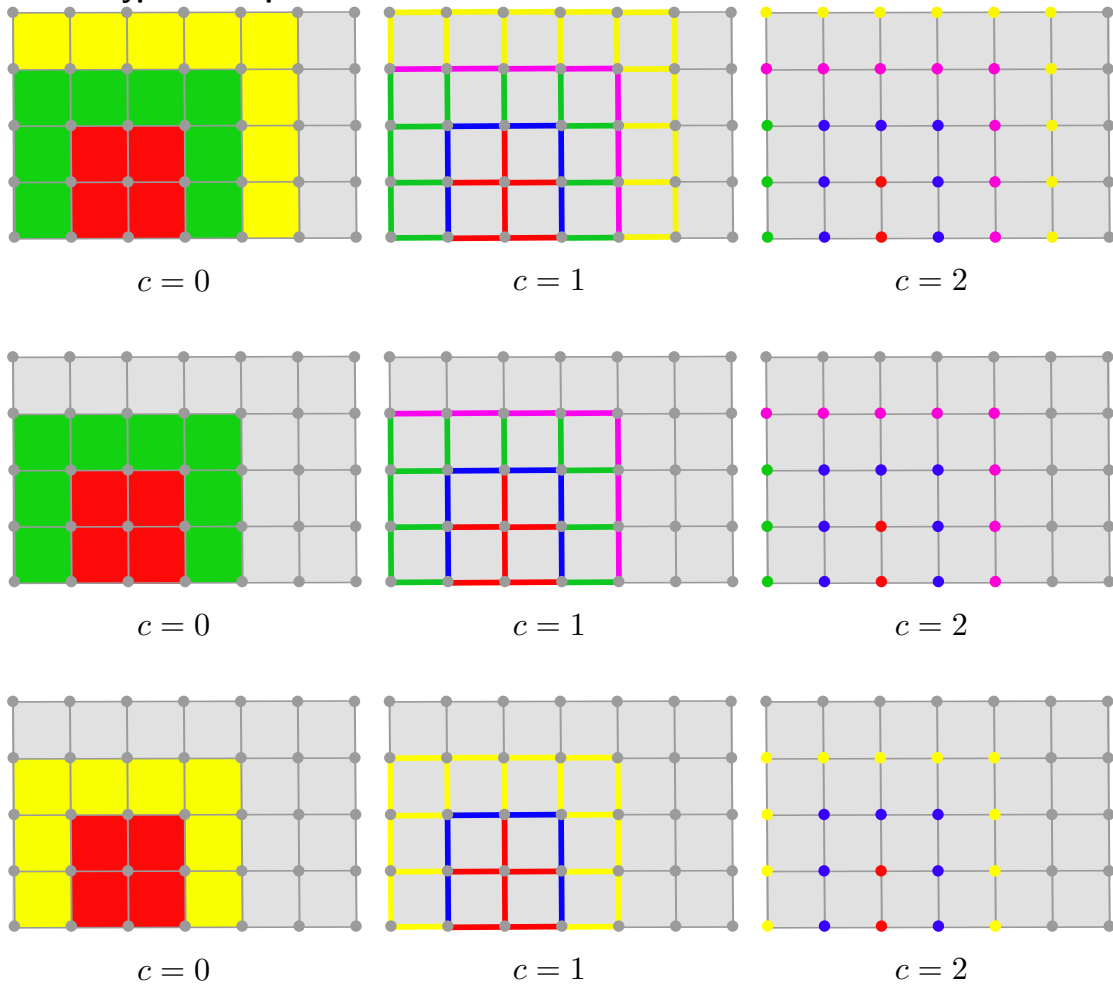 c = 0 c = 1 c = 2
c = 0 c = 1 c = 2
c = 0 c = 1 c = 2